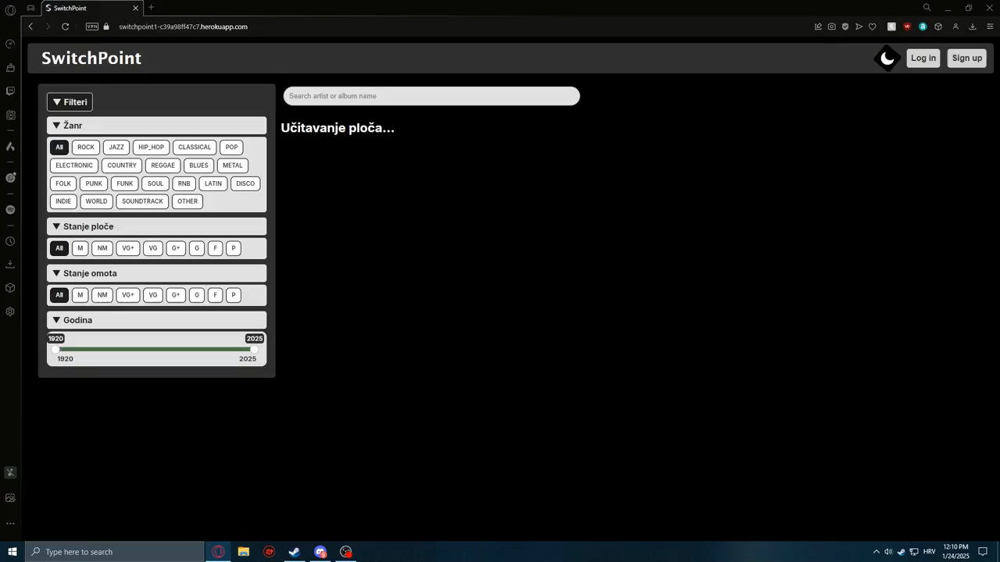 SwitchPoint
VPN
switchpoint1-c39a98ff47c7.herokuapp.com
SwitchPoint
Log in
Sign up
▼ Filteri
Search artist or album name
Učitavanje ploča...
▼ Žanr
All ROCK JAZZ HIP_HOP CLASSICAL POP
ELECTRONIC COUNTRY REGGAE BLUES METAL
FOLK PUNK FUNK SOUL RNB LATIN DISCO
INDIE WORLD SOUNDTRACK OTHER
▼ Stanje ploče
All M NM VG+ VG G+ G F P
▼ Stanje omota
All M NM VG+ VG G+ G F P
▼ Godina
1920 2025
1920 2025
Type here to search
HRV
12:10 PM
1/24/2025